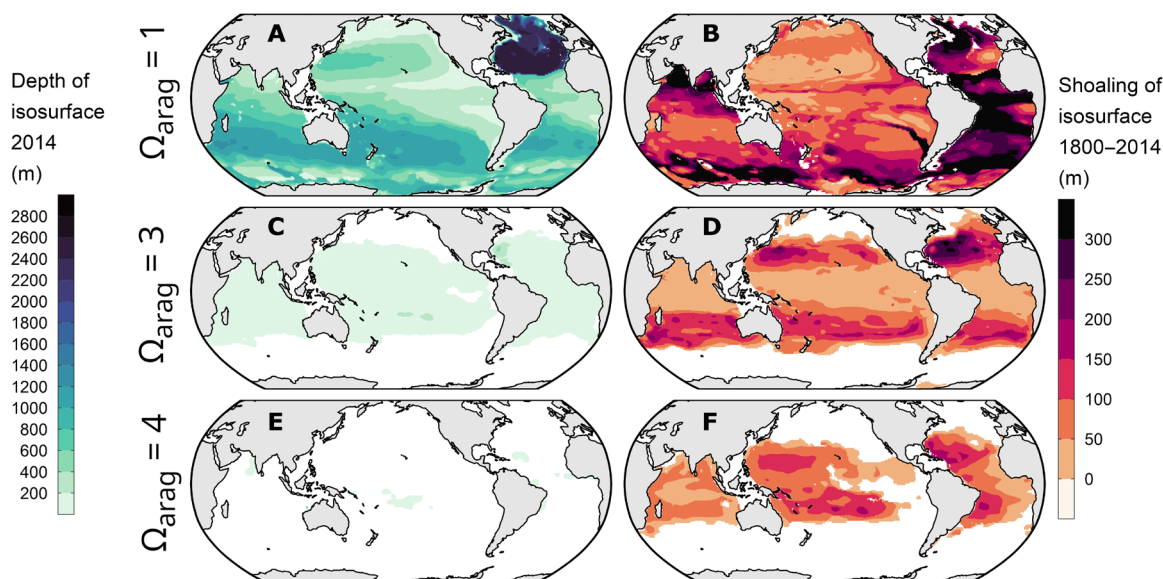 Depth of
isosurface
2014
(m)
2800
2600
2400
2200
2000
1800
1600
1400
1200
1000
800
600
400
200
Ωarag = 1
Ωarag = 3
Ωarag = 4
A
B
C
D
E
F
Shoaling of
isosurface
1800–2014
(m)
300
250
200
150
100
50
0